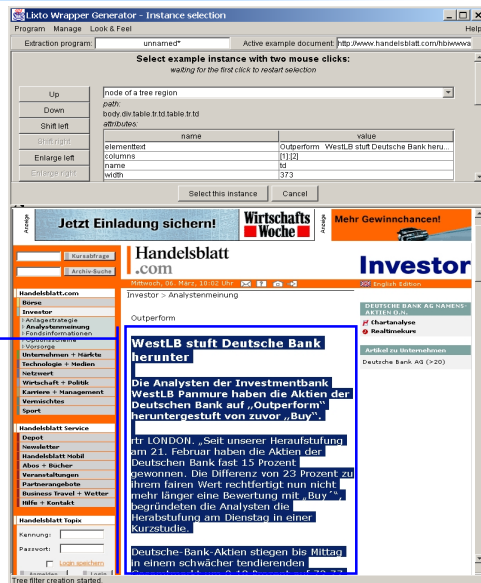 Lixto Wrapper Generator - Instance selection
Program Manage Look & Feel Help
Extraction program: unnamed* Active example document: http://www.handelsblatt.com/hbiwwwa
Select example instance with two mouse clicks:
waiting for the first click to restart selection
Up
Down
Shift left
Shift right
Enlarge left
Enlarge right
node of a tree region
path:
body.div.table.tr.td.table.tr.td
attributes:
name value
elementtext Outperform WestLB stuft Deutsche Bank heru...
columns [1];[2]
name td
width 373
Select this instance Cancel
Anzeige
Jetzt Einladung sichern!
Wirtschafts
Woche
Anzeige
Mehr Gewinnchancen!
Kursabfrage
Archiv-Suche
Handelsblatt
.com
Investor
Mittwoch, 06. März, 10:02 Uhr
English Edition
Handelsblatt.com
Börse
Investor
Anlagestrategie
Analystenmeinung
Fondsinformationen
Optionsscheine
Vorsorge
Unternehmen + Märkte
Technologie + Medien
Netzwert
Wirtschaft + Politik
Karriere + Management
Vermischtes
Sport
Handelsblatt Service
Depot
Newsletter
Handelsblatt Mobil
Abos + Bücher
Veranstaltungen
Partnerangebote
Business Travel + Wetter
Hilfe + Kontakt
Handelsblatt Topix
Kennung:
Passwort:
Login speichern
Anmelden Login
Investor > Analystenmeinung
Outperform
WestLB stuft Deutsche Bank
herunter
Die Analysten der Investmentbank
WestLB Panmure haben die Aktien der
Deutschen Bank auf „Outperform“
heruntergestuft von zuvor „Buy“.
rtr LONDON. „Seit unserer Heraufstufung
am 21. Februar haben die Aktien der
Deutschen Bank fast 15 Prozent
gewonnen. Die Differenz von 23 Prozent zu
ihrem fairen Wert rechtfertigt nun nicht
mehr länger eine Bewertung mit „Buy´“,
begründeten die Analysten die
Herabstufung am Dienstag in einer
Kurzstudie.
Deutsche-Bank-Aktien stiegen bis Mittag
in einem schwächer tendierenden
DEUTSCHE BANK AG NAMENS-
AKTIEN O.N.
Chartanalyse
Realtimekurs
Artikel zu Unternehmen
Deutsche Bank AG (>20)
Tree filter creation started.